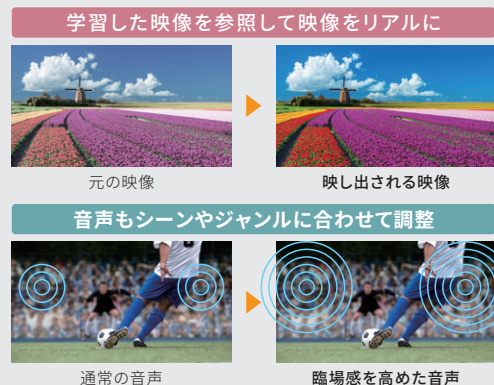 学習した映像を参照して映像をリアルに
元の映像
映し出される映像
音声もシーンやジャンルに合わせて調整
通常の音声
臨場感を高めた音声